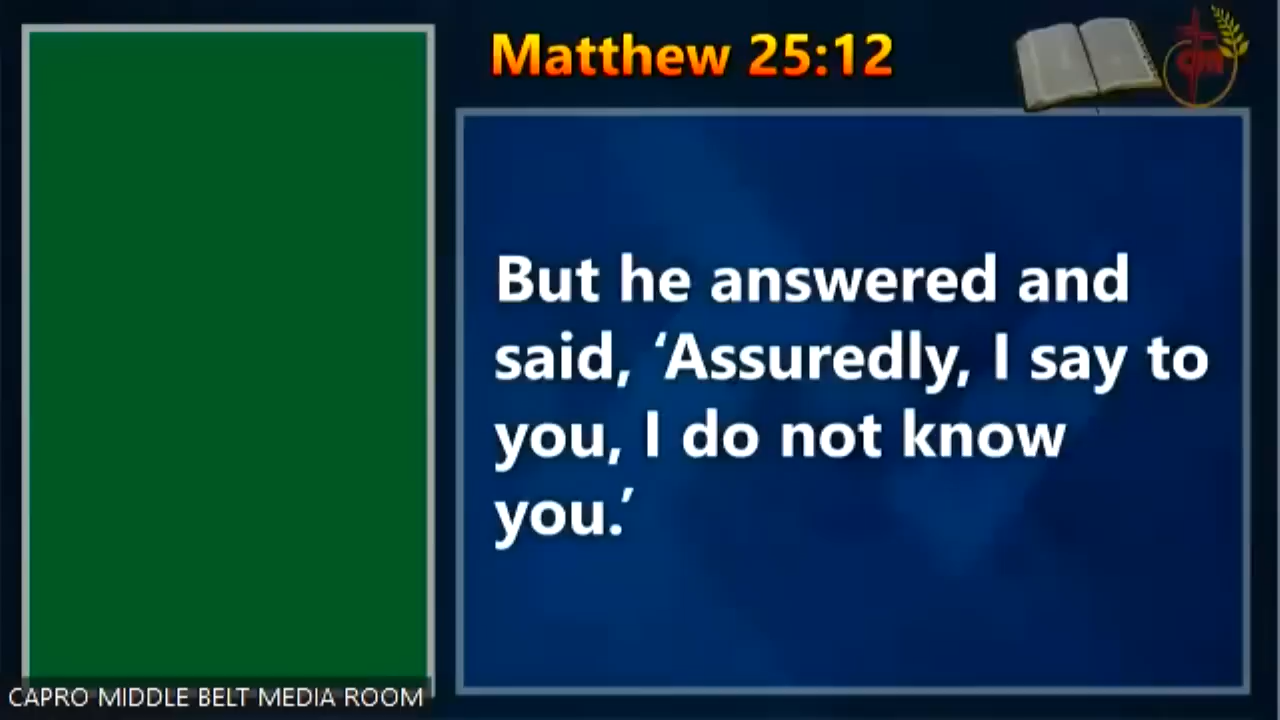 Matthew 25:12
But he answered and
said, ‘Assuredly, I say to
you, I do not know
you.’
CAPRO MIDDLE BELT MEDIA ROOM